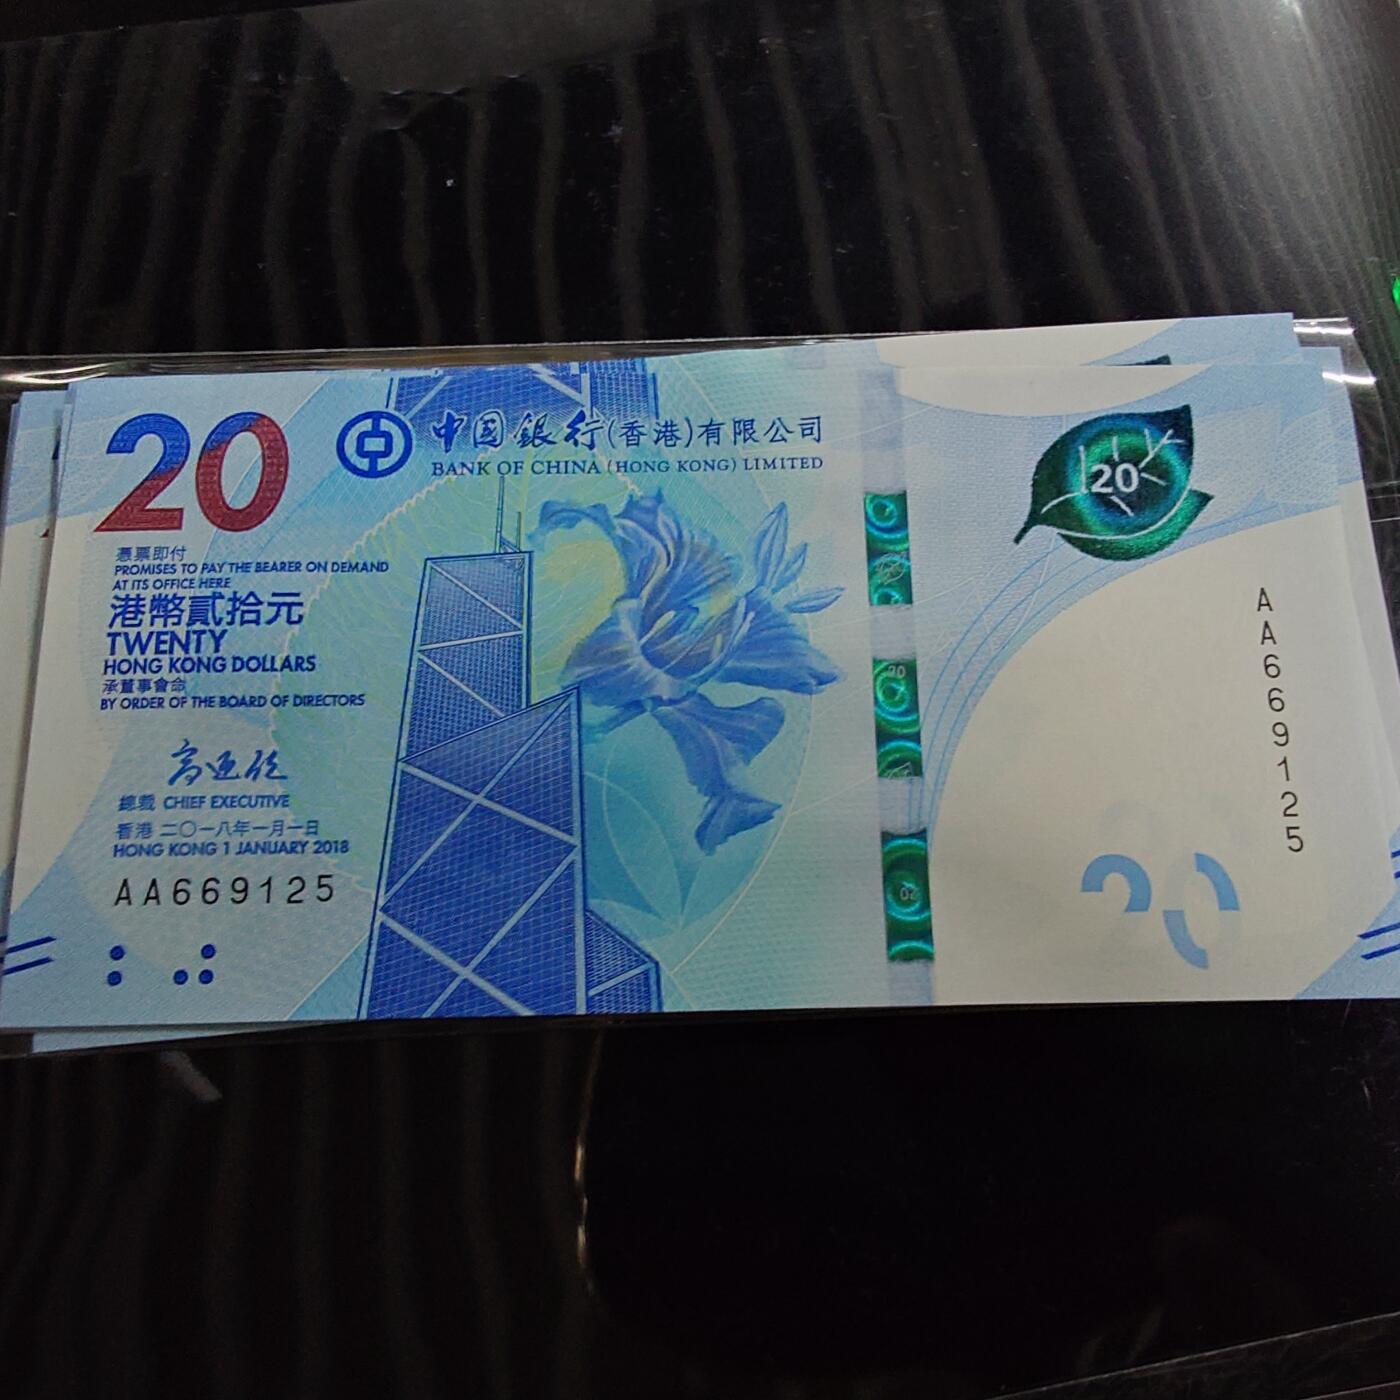 20
中国銀行(香港)有限公司
BANK OF CHINA (HONG KONG) LIMITED
憑票即付
PROMISES TO PAY THE BEARER ON DEMAND
AT ITS OFFICE HERE
港幣貳拾元
TWENTY
HONG KONG DOLLARS
承董事會命
BY ORDER OF THE BOARD OF DIRECTORS
總裁 CHIEF EXECUTIVE
香港 二〇一八年一月一日
HONG KONG 1 JANUARY 2018
AA669125
20
20
AA669125
20